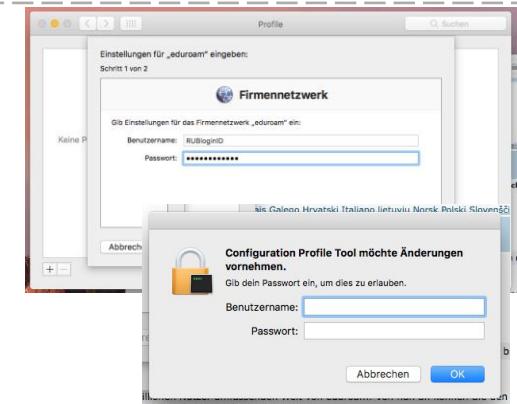 Profile
Suchen
Einstellungen für „eduroam“ eingeben:
Schritt 1 von 2
Firmennetzwerk
Gib Einstellungen für das Firmennetzwerk „eduroam“ ein:
Keine P
Benutzername: RUBloginID
Passwort: ••••••••••••
Galego Hrvatski Italiano lietuvių Norsk Polski
Abbrech
Configuration Profile Tool möchte Änderungen
vornehmen.
Gib dein Passwort ein, um dies zu erlauben.
Benutzername:
Passwort:
Abbrechen
OK